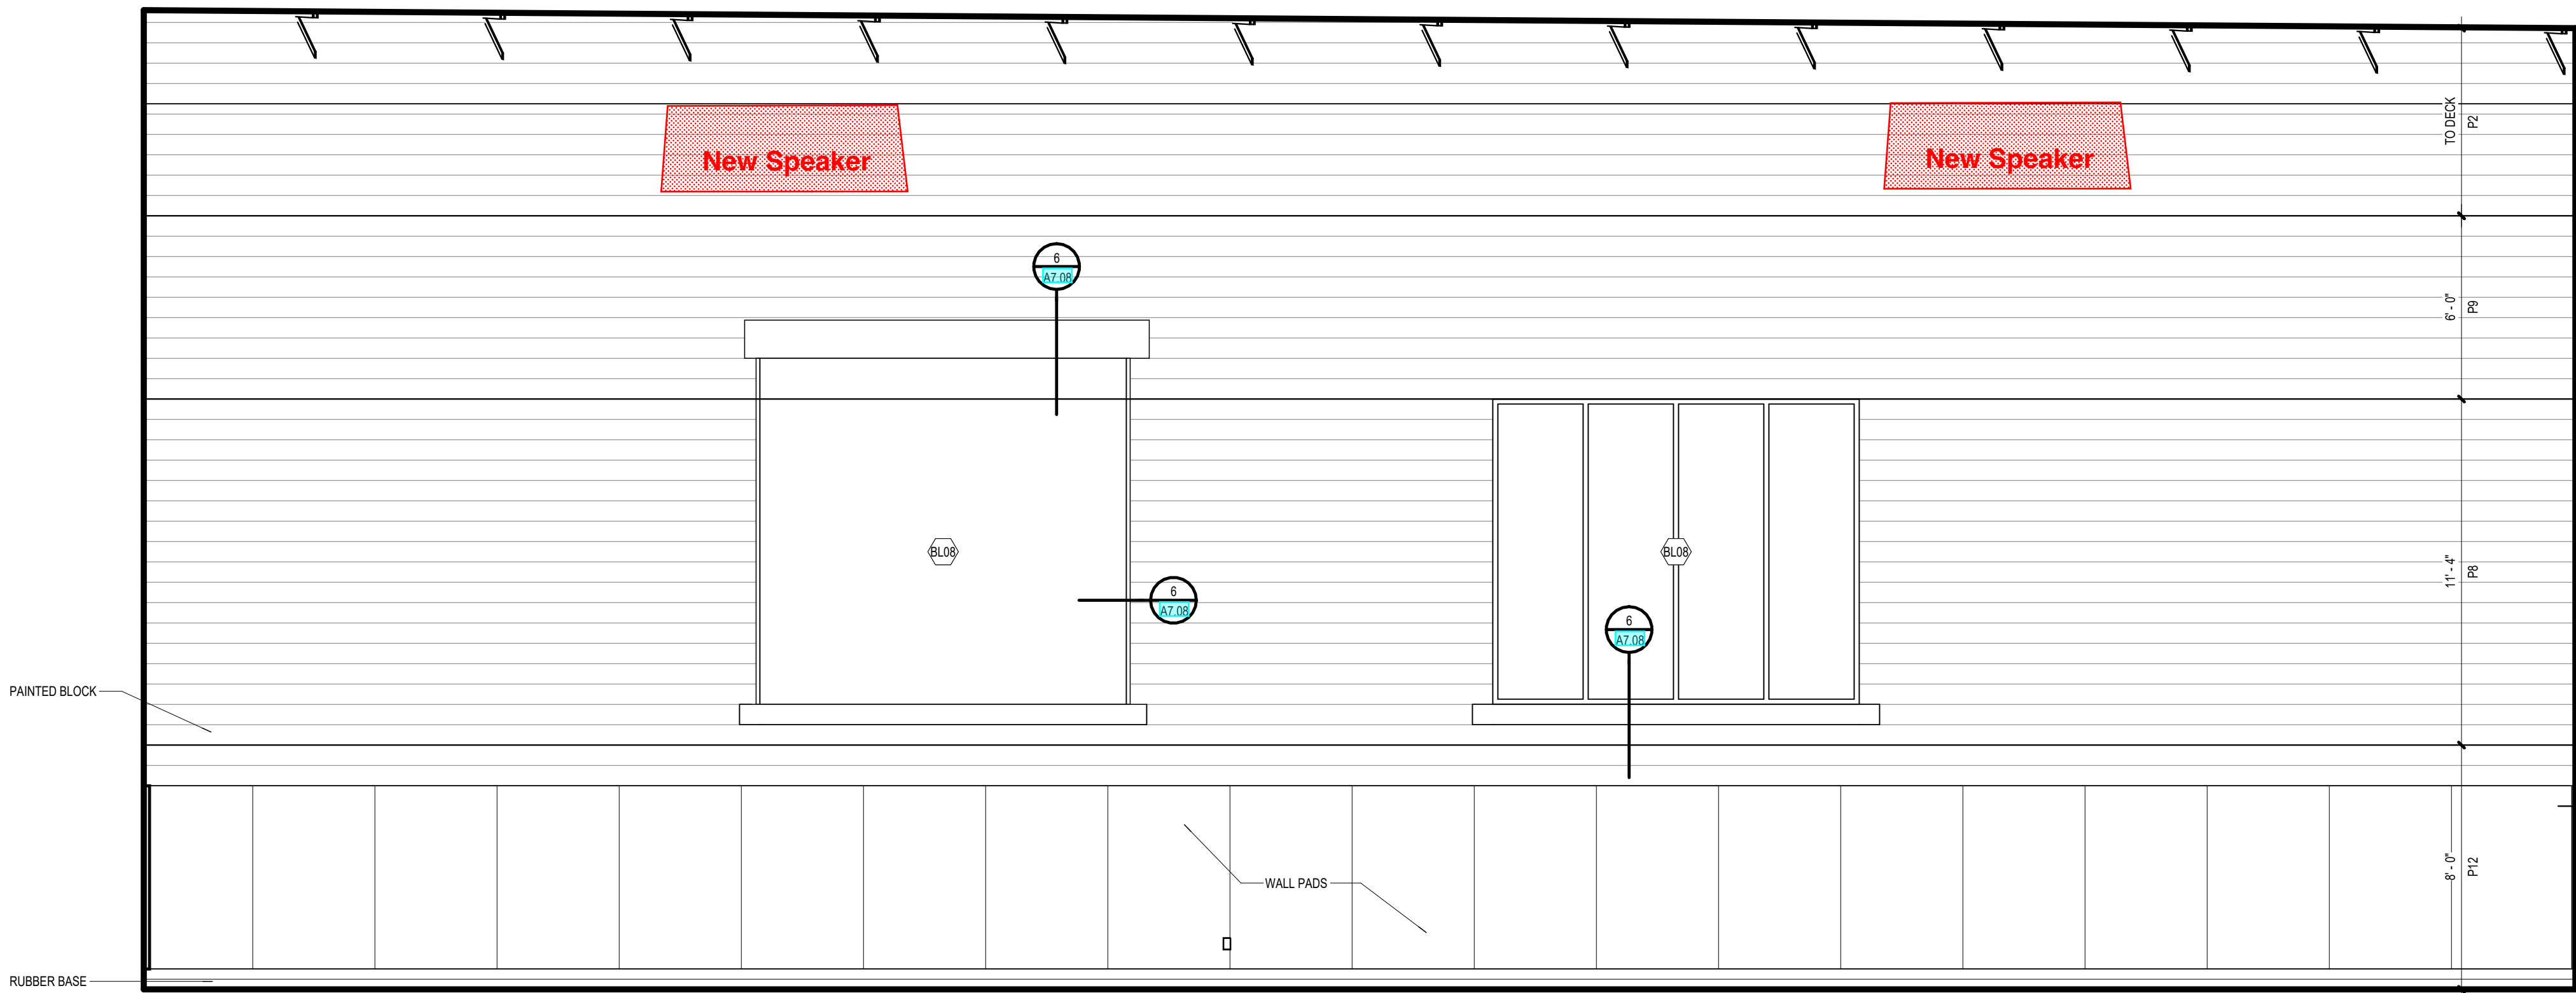 TO DECK
P2
New Speaker
New Speaker
6
A7.08
6' - 0"
P9
BL08
BL08
11' - 4"
P8
6
A7.08
6
A7.08
PAINTED BLOCK
8' - 0"
P12
WALL PADS
RUBBER BASE